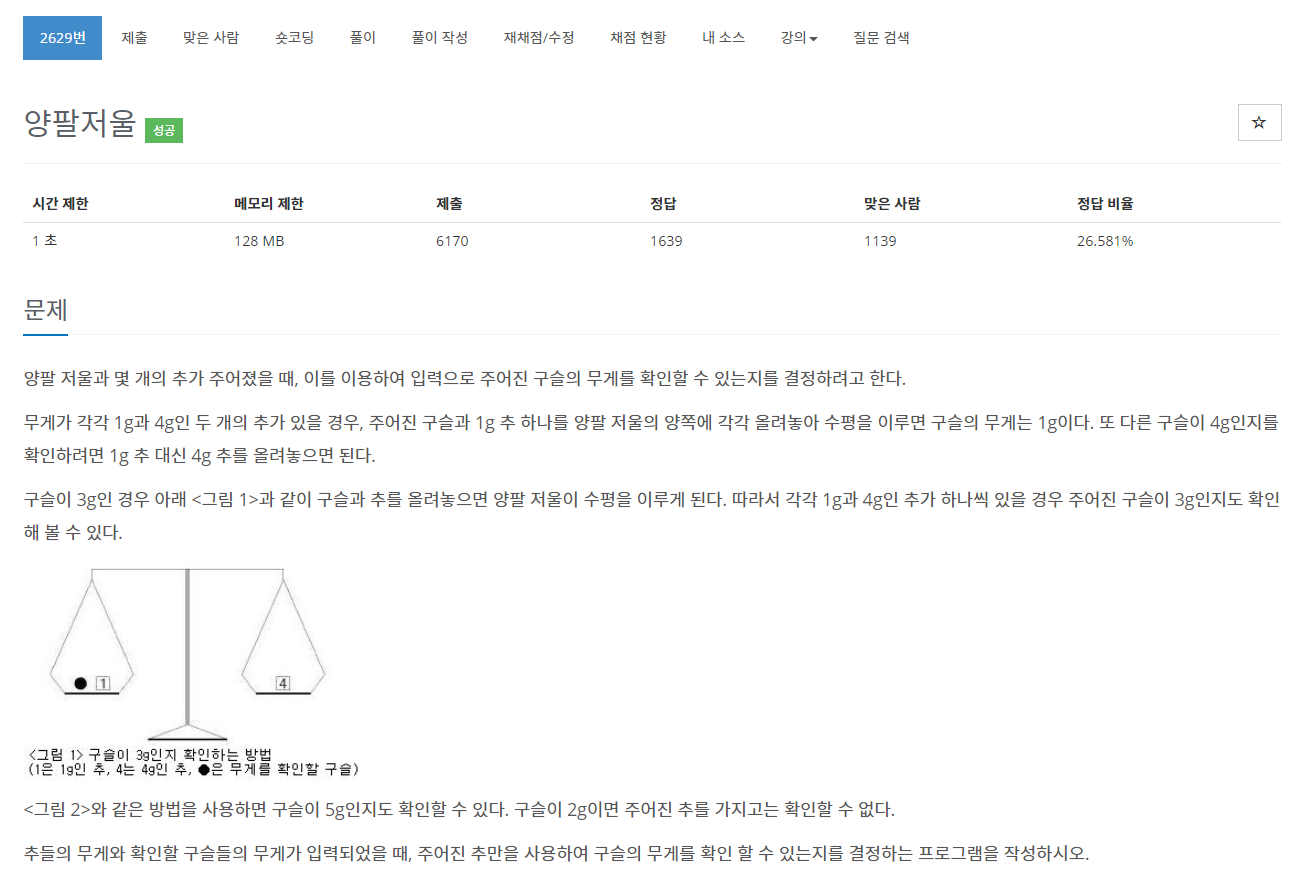 2629번 제출 맞은 사람 숏코딩 풀이 풀이 작성 재채점/수정 채점 현황 내 소스 강의 질문 검색
양팔저울 성공
시간 제한 메모리 제한 제출 정답 맞은 사람 정답 비율
1 초 128 MB 6170 1639 1139 26.581%
문제
양팔 저울과 몇 개의 추가 주어졌을 때, 이를 이용하여 입력으로 주어진 구슬의 무게를 확인할 수 있는지를 결정하려고 한다.
무게가 각각 1g과 4g인 두 개의 추가 있을 경우, 주어진 구슬과 1g 추 하나를 양팔 저울의 양쪽에 각각 올려놓아 수평을 이루면 구슬의 무게는 1g이다. 또 다른 구슬이 4g인지를
확인하려면 1g 추 대신 4g 추를 올려놓으면 된다.
구슬이 3g인 경우 아래 <그림 1>과 같이 구슬과 추를 올려놓으면 양팔 저울이 수평을 이루게 된다. 따라서 각각 1g과 4g인 추가 하나씩 있을 경우 주어진 구슬이 3g인지도 확인
해 볼 수 있다.
1 4
<그림 1> 구슬이 3g인지 확인하는 방법
(1은 1g인 추, 4는 4g인 추, ●은 무게를 확인할 구슬)
<그림 2>와 같은 방법을 사용하면 구슬이 5g인지도 확인할 수 있다. 구슬이 2g이면 주어진 추를 가지고는 확인할 수 없다.
추들의 무게와 확인할 구슬들의 무게가 입력되었을 때, 주어진 추만을 사용하여 구슬의 무게를 확인 할 수 있는지를 결정하는 프로그램을 작성하시오.